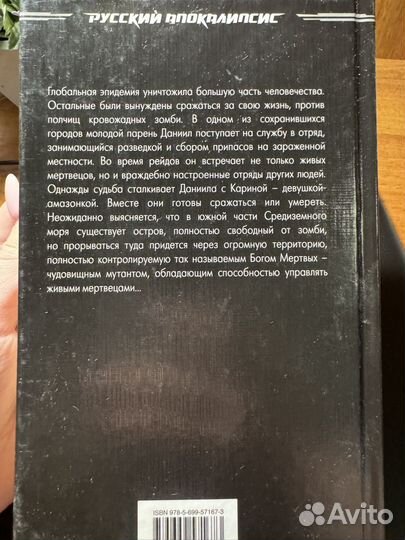 РУССКИЙ АПОКАЛИПСИС
Глобальная эпидемия уничтожила большую часть человечества.
Остальные были вынуждены сражаться за свою жизнь, против
полчищ кровожадных зомби. В одном из сохранившихся
городов молодой парень Даниил поступает на службу в отряд,
занимающийся разведкой и сбором припасов на зараженной
местности. Во время рейдов он встречает не только живых
мертвецов, но и враждебно настроенные отряды других людей.
Однажды судьба сталкивает Даниила с Кариной – девушкой-
амазонкой. Вместе они готовы сражаться или умереть.
Неожиданно выясняется, что в южной части Средиземного
моря существует остров, полностью свободный от зомби,
но прорываться туда придется через огромную территорию,
полностью контролируемую так называемым Богом Мертвых –
чудовищным мутантом, обладающим способностью управлять
живыми мертвецами...
ISBN 978-5-699-57167-3
Avito